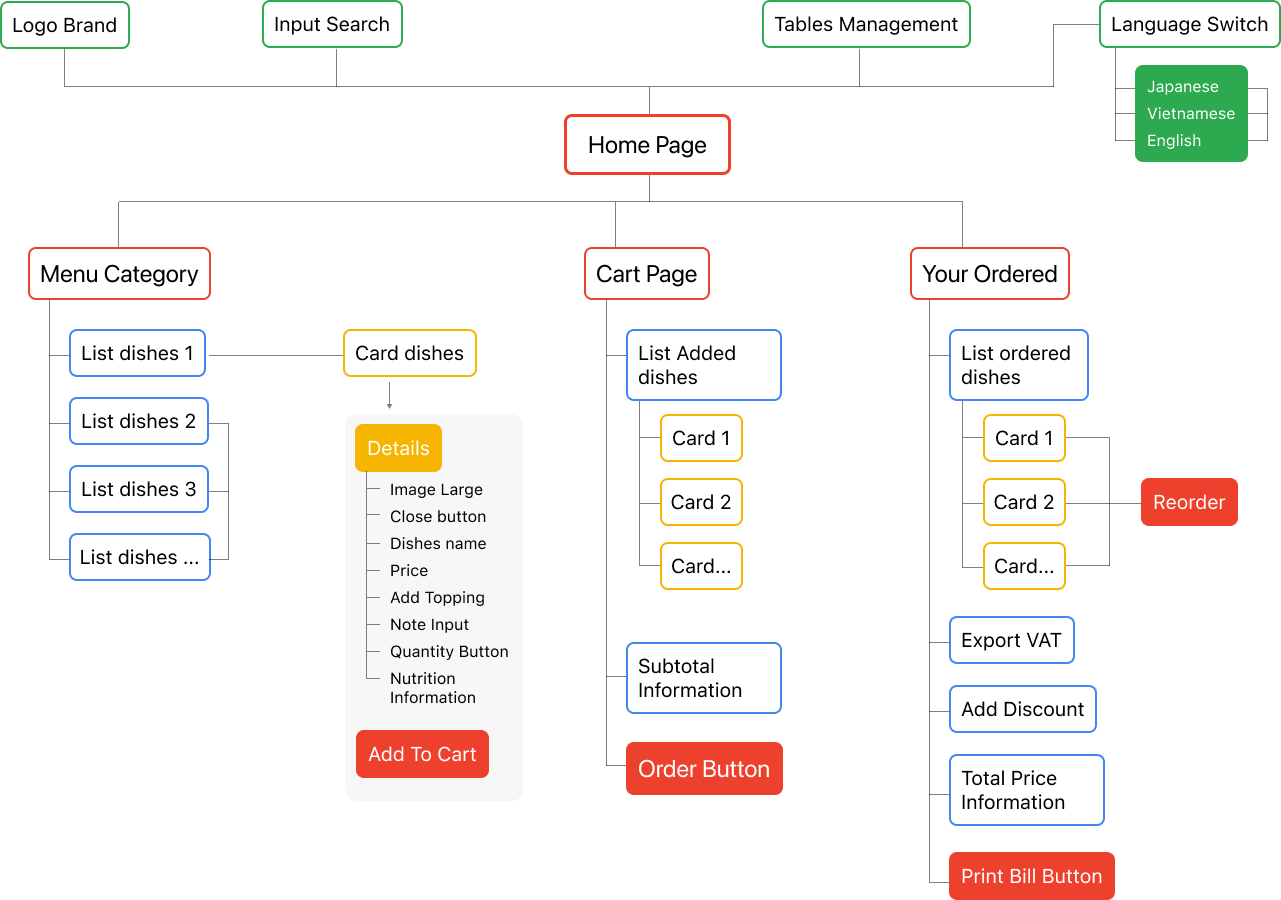 Logo Brand
Input Search
Tables Management
Language Switch
Japanese
Vietnamese
English
Home Page
Menu Category
Cart Page
Your Ordered
List dishes 1
List dishes 2
List dishes 3
List dishes ...
Card dishes
Details
Image Large
Close button
Dishes name
Price
Add Topping
Note Input
Quantity Button
Nutrition
Information
Add To Cart
List Added
dishes
Card 1
Card 2
Card...
Subtotal
Information
Order Button
List ordered
dishes
Card 1
Card 2
Card...
Reorder
Export VAT
Add Discount
Total Price
Information
Print Bill Button